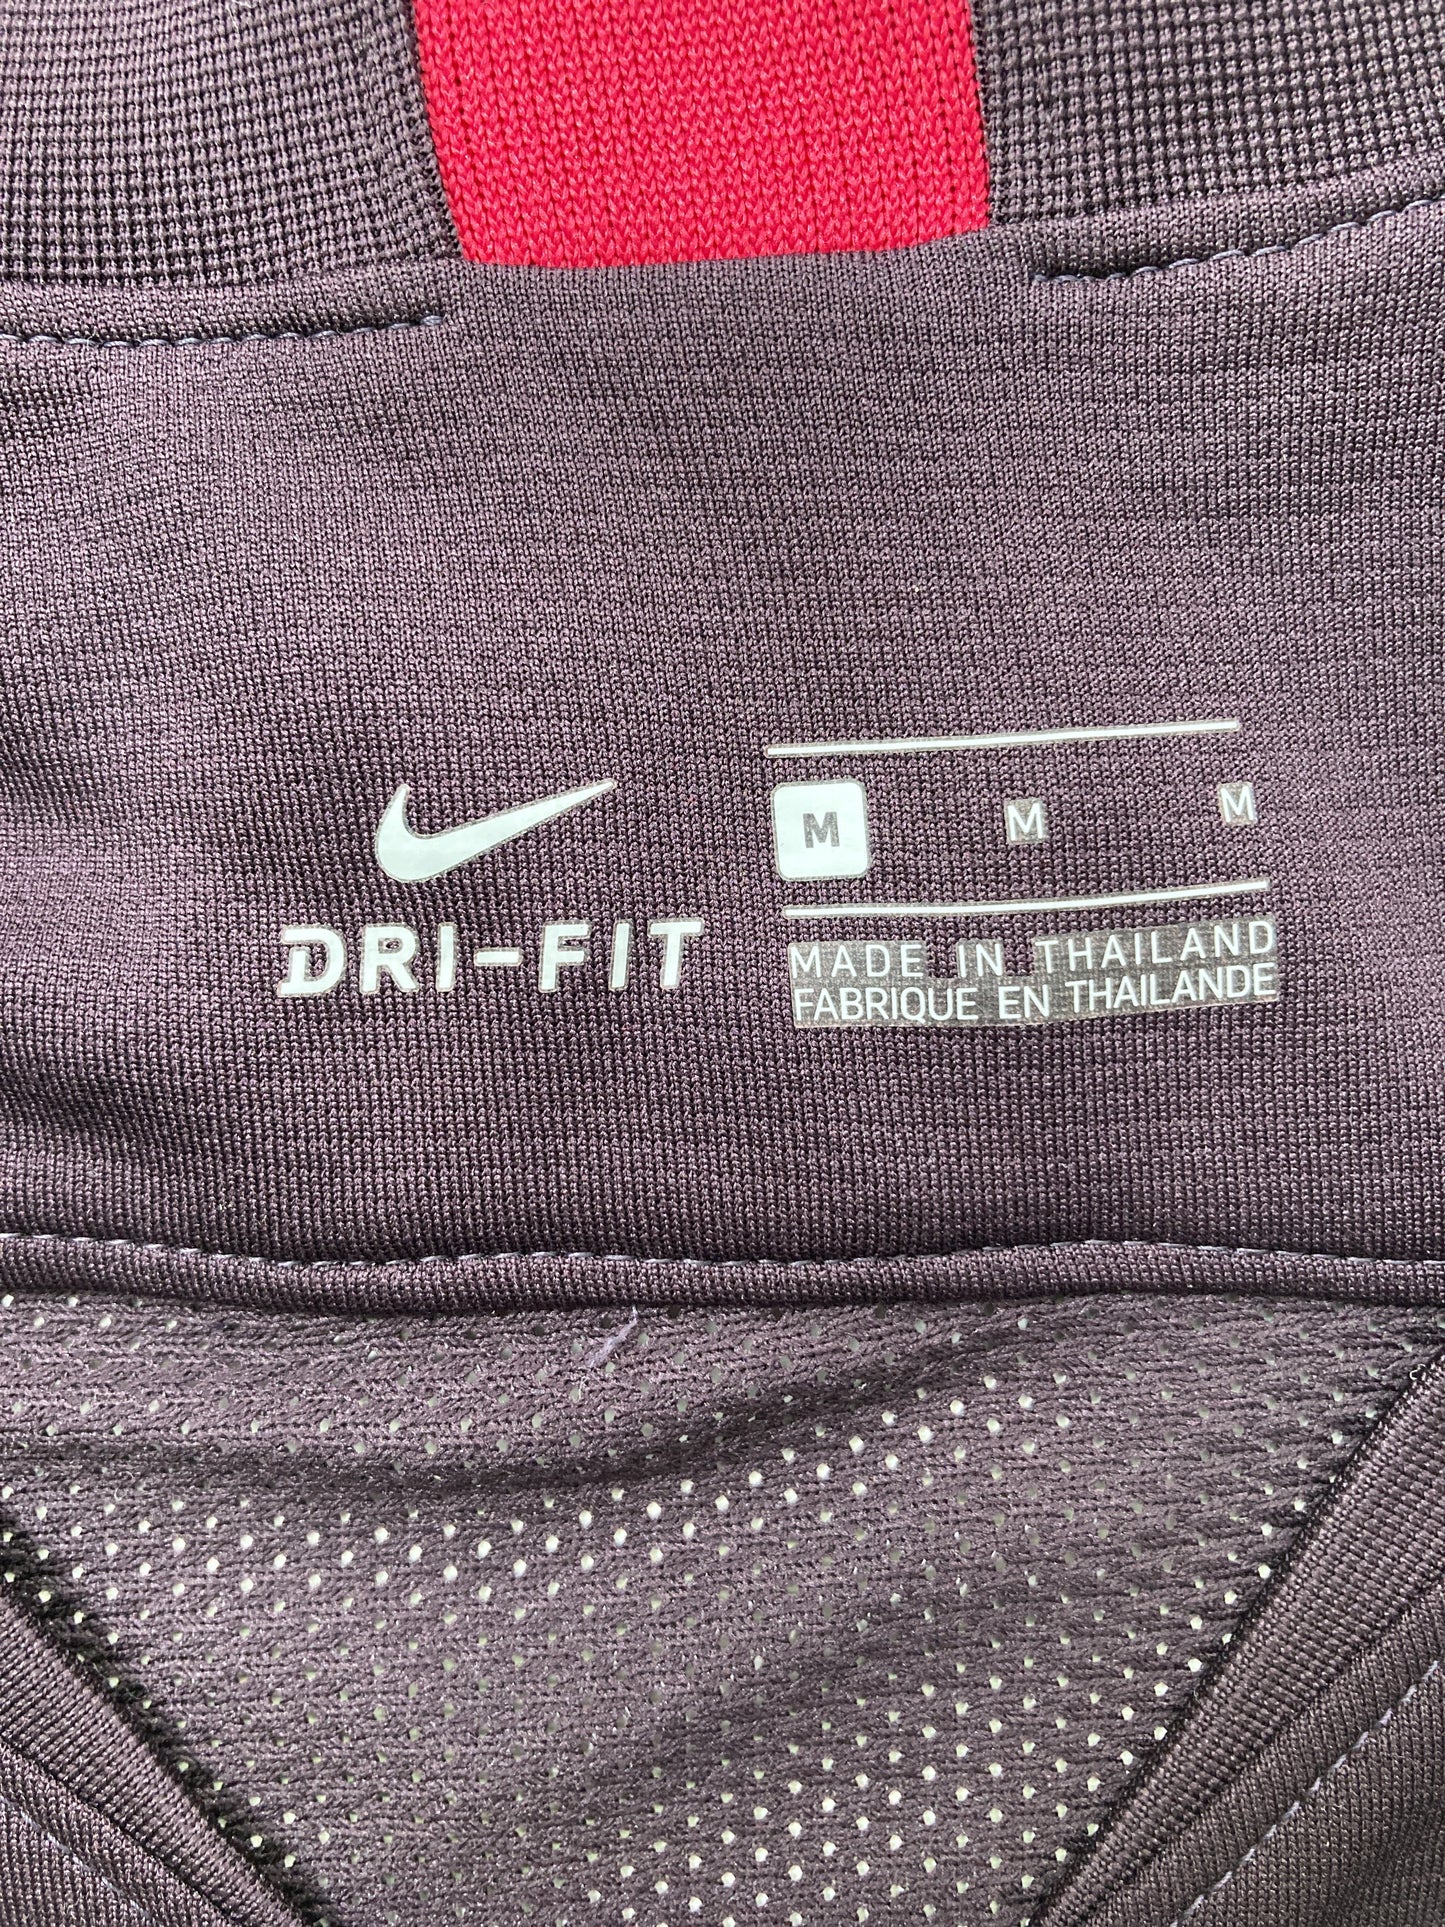 M M M
DRI-FIT
MADE IN THAILAND
FABRIQUE EN THAILANDE